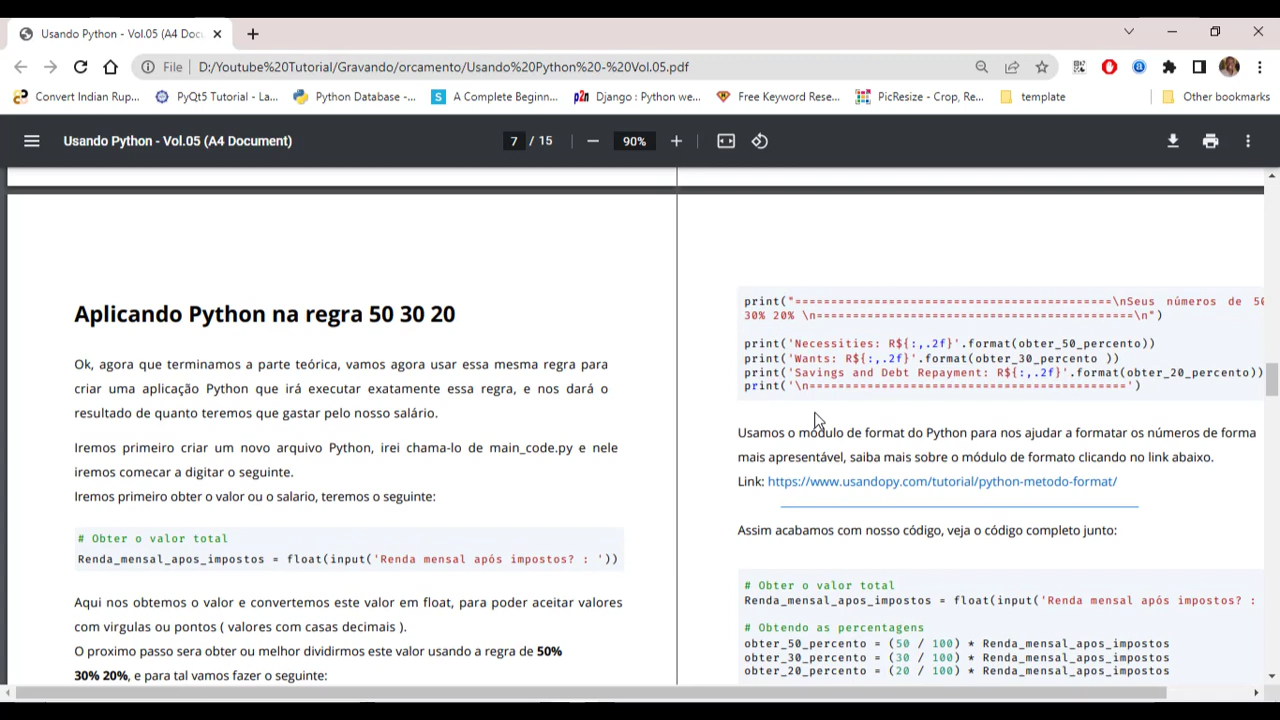 Usando Python - Vol.05 (A4 Docu
File
D:/Youtube%20Tutorial/Gravando/orcamento/Usando%20Python%20-%20Vol.05.pdf
Convert Indian Rup...
PyQt5 Tutorial - La...
Python Database -...
A Complete Beginn...
Django : Python we...
Free Keyword Rese...
PicResize - Crop, Re...
template
Other bookmarks
Usando Python - Vol.05 (A4 Document)
7 / 15
90%
Aplicando Python na regra 50 30 20
Ok, agora que terminamos a parte teórica, vamos agora usar essa mesma regra para
criar uma aplicação Python que irá executar exatamente essa regra, e nos dará o
resultado de quanto teremos que gastar pelo nosso salário.
Iremos primeiro criar um novo arquivo Python, irei chama-lo de main_code.py e nele
iremos comecar a digitar o seguinte.
Iremos primeiro obter o valor ou o salario, teremos o seguinte:
# Obter o valor total
Renda_mensal_apos_impostos = float(input('Renda mensal após impostos? : '))
Aqui nos obtemos o valor e convertemos este valor em float, para poder aceitar valores
com virgulas ou pontos ( valores com casas decimais ).
O proximo passo sera obter ou melhor dividirmos este valor usando a regra de 50%
30% 20%, e para tal vamos fazer o seguinte:
print("============================================\nSeus números de 50
30% 20% \n============================================\n")
print('Necessities: R${:,.2f}'.format(obter_50_percento))
print('Wants: R${:,.2f}'.format(obter_30_percento ))
print('Savings and Debt Repayment: R${:,.2f}'.format(obter_20_percento))
print('\n============================================')
Usamos o módulo de format do Python para nos ajudar a formatar os números de forma
mais apresentável, saiba mais sobre o módulo de formato clicando no link abaixo.
Link: https://www.usandopy.com/tutorial/python-metodo-format/
Assim acabamos com nosso código, veja o código completo junto:
# Obter o valor total
Renda_mensal_apos_impostos = float(input('Renda mensal após impostos? :
# Obtendo as percentagens
obter_50_percento = (50 / 100) * Renda_mensal_apos_impostos
obter_30_percento = (30 / 100) * Renda_mensal_apos_impostos
obter_20_percento = (20 / 100) * Renda_mensal_apos_impostos